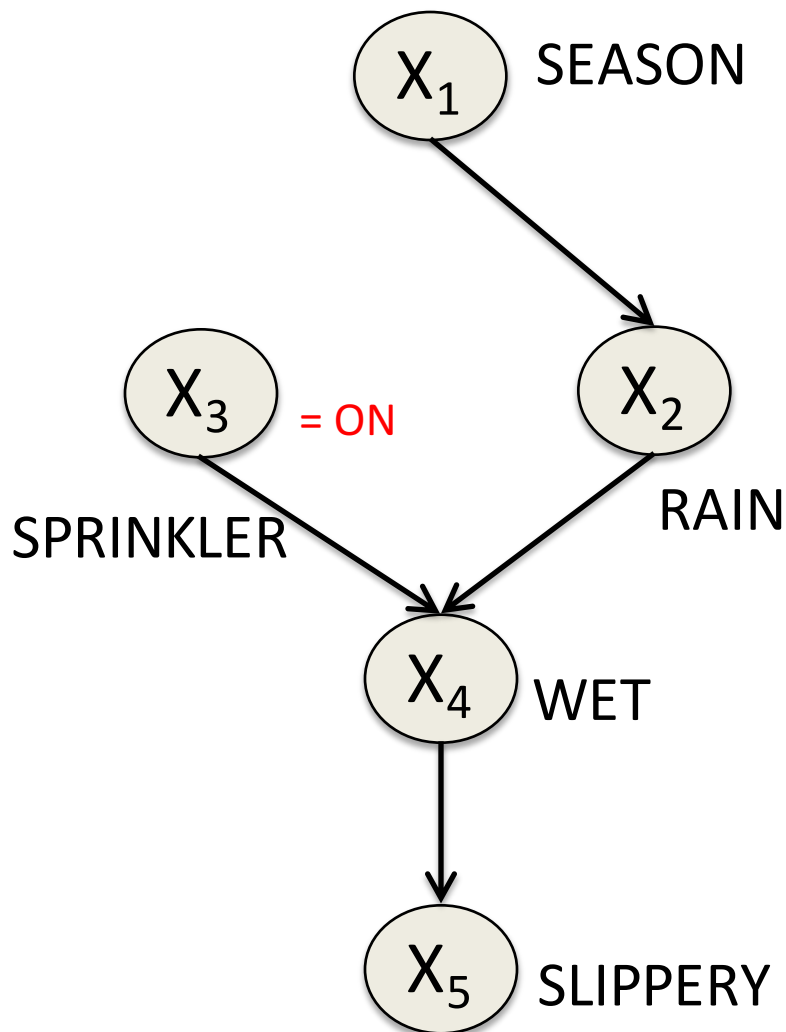 X₁ SEASON
X₃ = ON
X₂
SPRINKLER
RAIN
X₄ WET
X₅ SLIPPERY